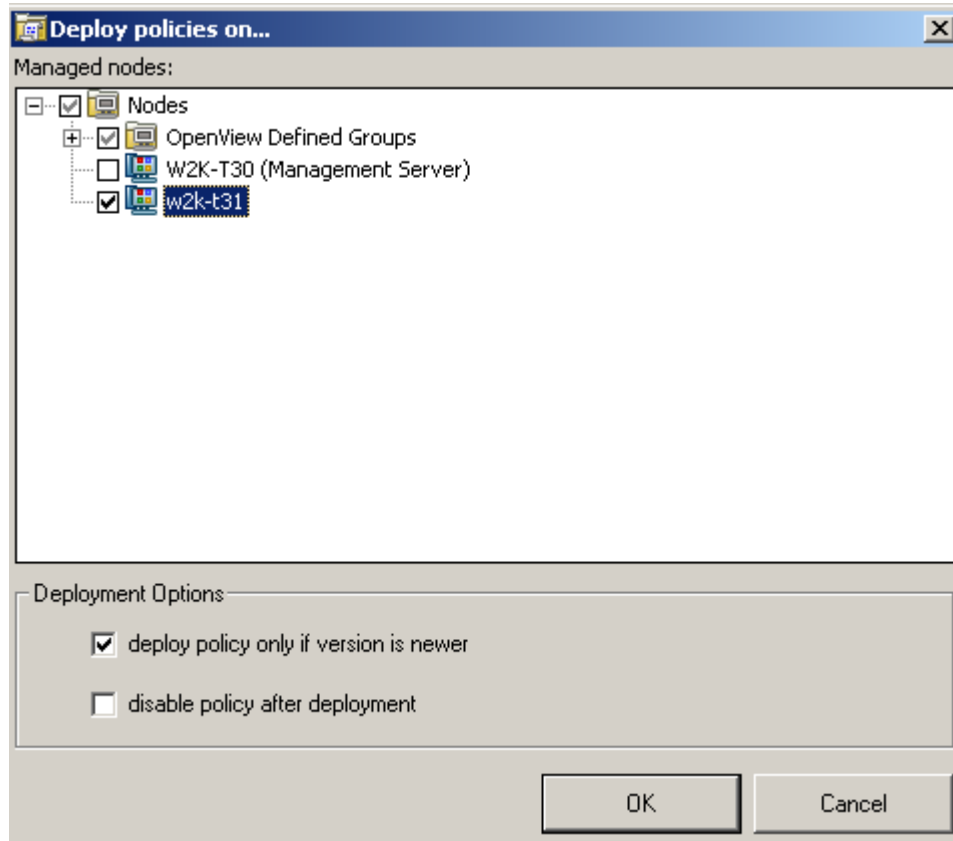 Deploy policies on...
Managed nodes:
Nodes
OpenView Defined Groups
W2K-T30 (Management Server)
w2k-t31
Deployment Options
deploy policy only if version is newer
disable policy after deployment
OK
Cancel